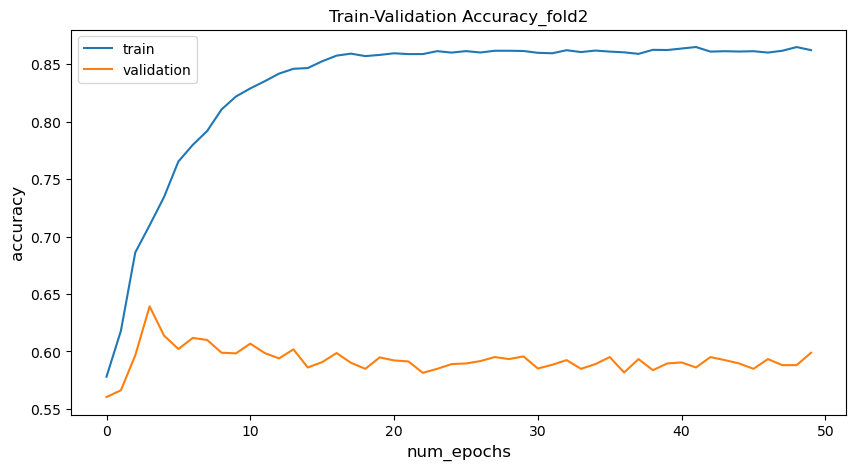 Train-Validation Accuracy_fold2
train
validation
accuracy
0.85
0.80
0.75
0.70
0.65
0.60
0.55
0 10 20 30 40 50
num_epochs